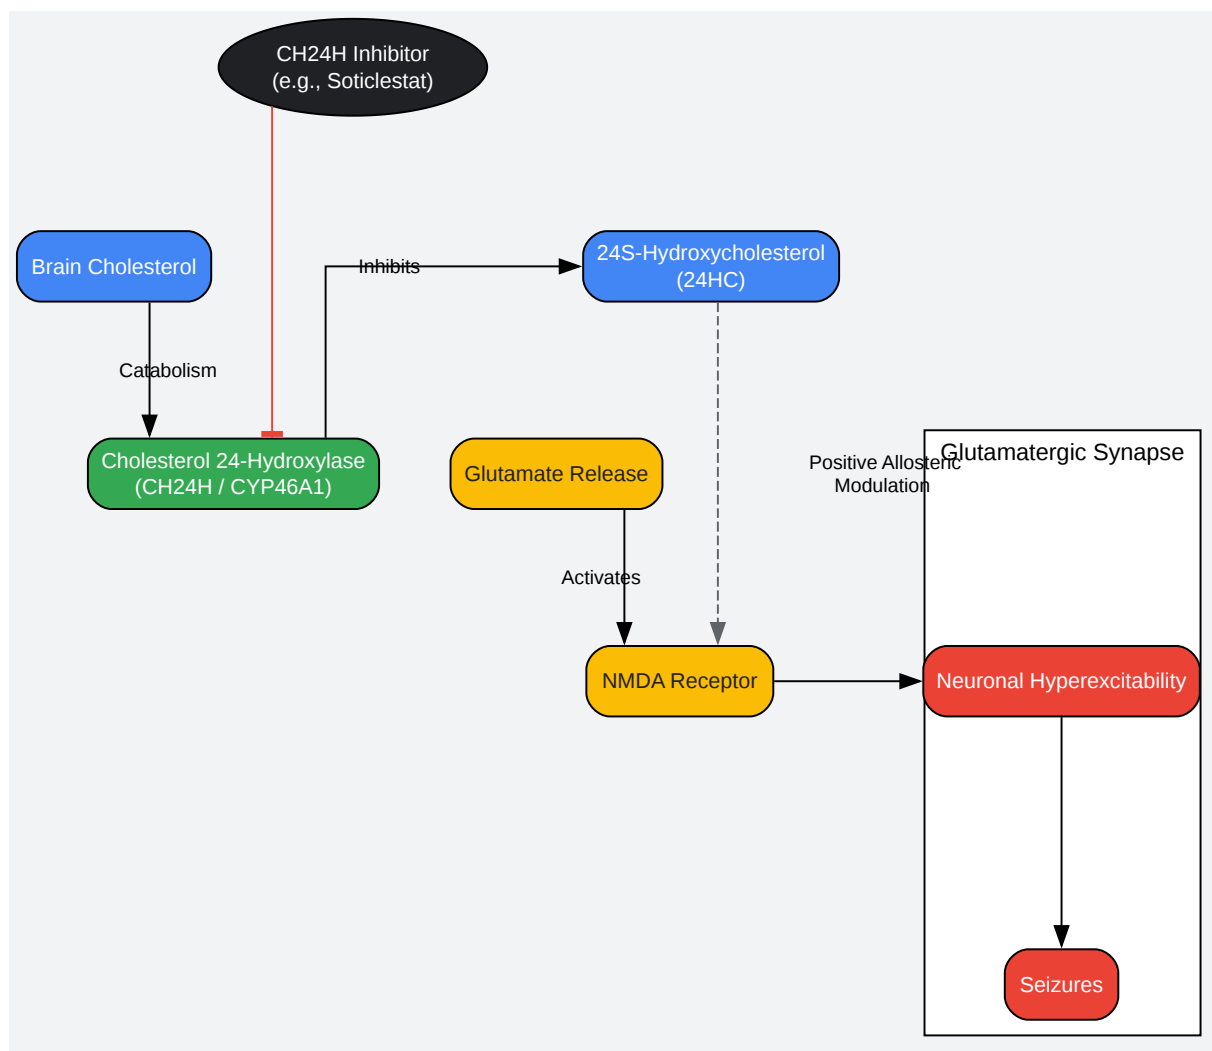 CH24H Inhibitor
(e.g., Soticlestat)
Brain Cholesterol
Inhibits
24S-Hydroxycholesterol
(24HC)
Catabolism
Cholesterol 24-Hydroxylase
(CH24H / CYP46A1)
Glutamate Release
Positive Allosteric
Modulation
Glutamatergic Synapse
Activates
NMDA Receptor
Neuronal Hyperexcitability
Seizures